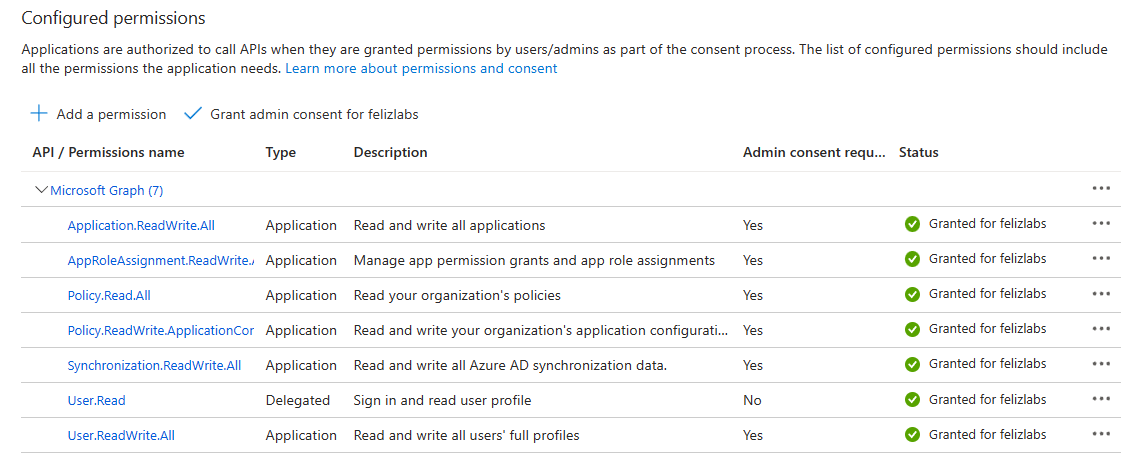 Configured permissions
Applications are authorized to call APIs when they are granted permissions by users/admins as part of the consent process. The list of configured permissions should include
all the permissions the application needs. Learn more about permissions and consent
Add a permission Grant admin consent for felizlabs
API / Permissions name Type Description Admin consent requ... Status
Microsoft Graph (7)
Application.ReadWrite.All Application Read and write all applications Yes Granted for felizlabs
AppRoleAssignment.ReadWrite. Application Manage app permission grants and app role assignments Yes Granted for felizlabs
Policy.Read.All Application Read your organization's policies Yes Granted for felizlabs
Policy.ReadWrite.ApplicationCor Application Read and write your organization's application configurati... Yes Granted for felizlabs
Synchronization.ReadWrite.All Application Read and write all Azure AD synchronization data. Yes Granted for felizlabs
User.Read Delegated Sign in and read user profile No Granted for felizlabs
User.ReadWrite.All Application Read and write all users' full profiles Yes Granted for felizlabs